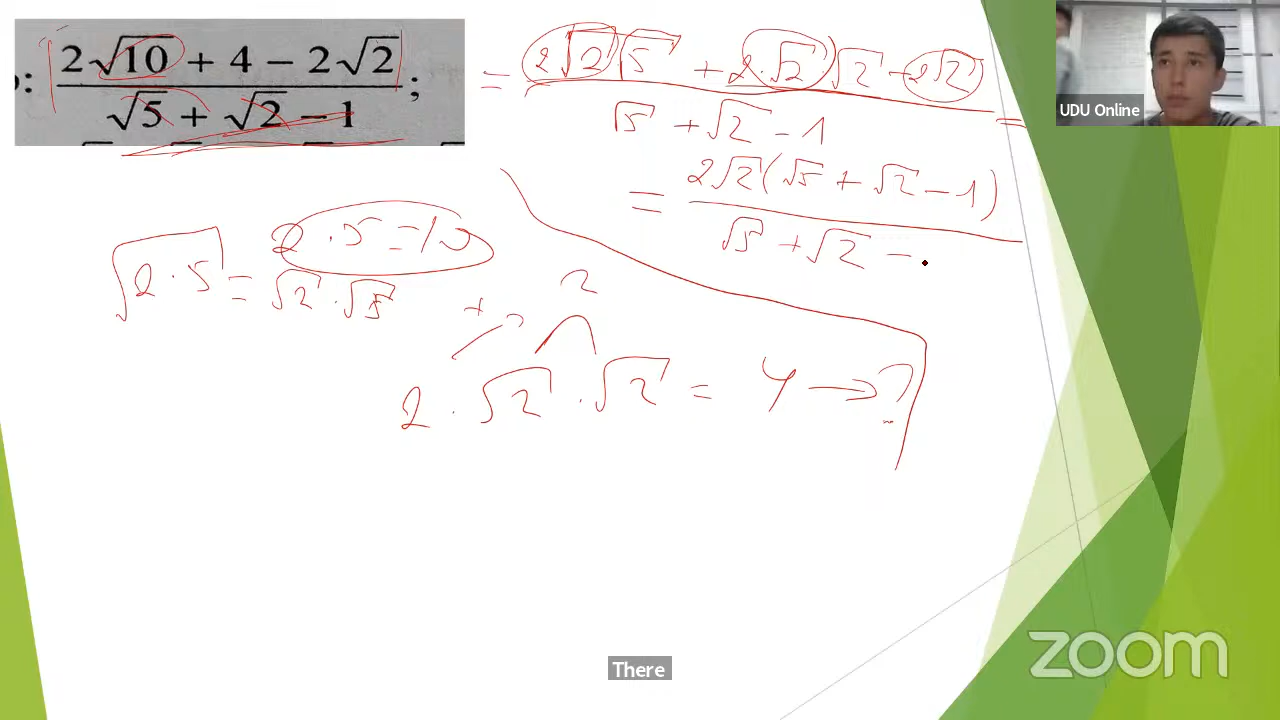 2√10 + 4 − 2√2
√5 + √2 − 1 ;
= 2√2 √5 + 2·√2 √2 − 2√2
√5 + √2 − 1 =
= 2√2(√5 + √2 − 1)
√5 + √2 −
2·5=10
√2·5 = √2·√5
+
2
2·√2·√2 = 4 → ?
UDU Online
There
zoom